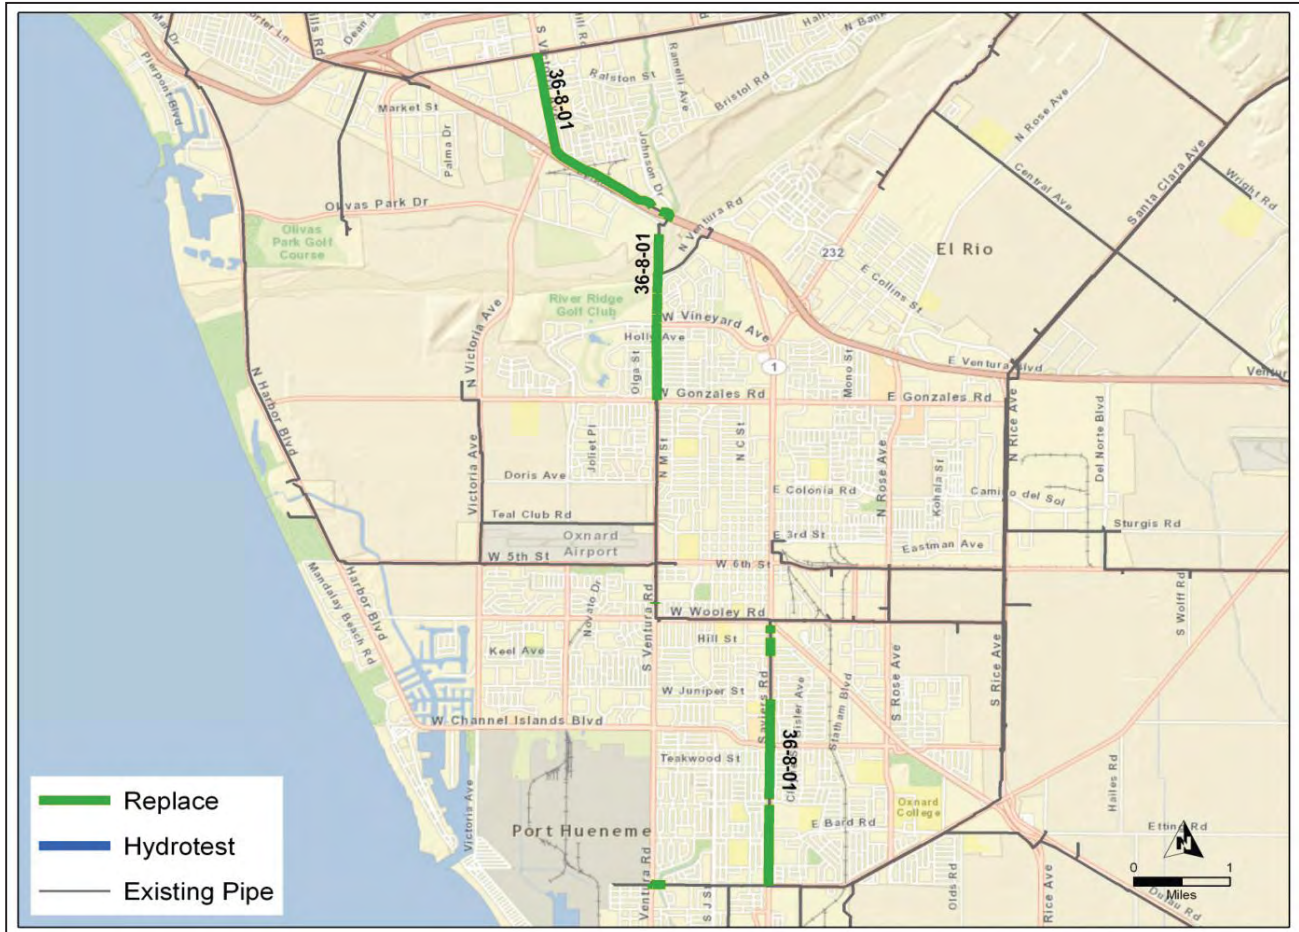 Pierpont Blvd
Ralston St
Ramelli Ave
Bristol Rd
N Bank
Market St
Palma Dr
36-8-01
Johnson Dr
N Ventura Rd
Olivas Park Dr
Olivas
Park Golf
Course
N Rose Ave
Central Ave
Santa Clara Ave
Wright Rd
El Rio
232
E Collins St
36-8-01
River Ridge
Golf Club
W Vineyard Ave
Holly Ave
Olga St
N Victoria Ave
N Harbor Blvd
1
Mono St
E Ventura Blvd
Ventur
W Gonzales Rd
E Gonzales Rd
N Rice Ave
Del Norte Blvd
Joliet Pl
N M St
N C St
Victoria Ave
Doris Ave
E Colonia Rd
N Rose Ave
Kohala St
Camino del Sol
Teal Club Rd
Sturgis Rd
Oxnard
Airport
E 3rd St
Eastman Ave
W 5th St
W 6th St
Mandalay Beach Rd
Harbor Blvd
Novato Dr
S Ventura Rd
W Wooley Rd
S Wolff Rd
Hill St
Keel Ave
W Juniper St
Saviers Rd
Statham Blvd
S Rose Ave
S Rice Ave
W Channel Islands Blvd
Teakwood St
36-8-01
Hailes Rd
Oxnard
College
Port Hueneme
E Bard Rd
Etting Rd
Victoria Ave
Ventura Rd
S J St
Olds Rd
Rice Ave
Replace
Hydrotest
Existing Pipe
N
0 1
Miles